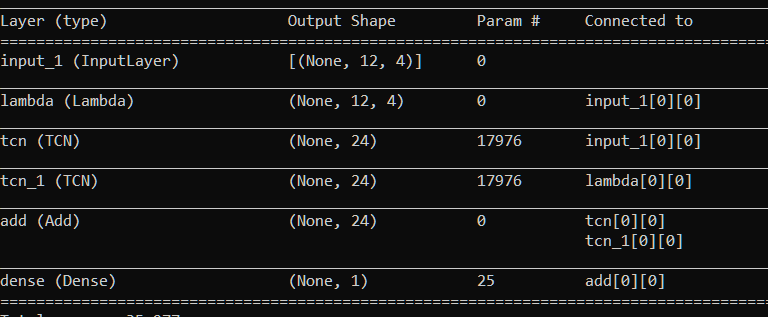 Layer (type) Output Shape Param # Connected to
input_1 (InputLayer) [(None, 12, 4)] 0
lambda (Lambda) (None, 12, 4) 0 input_1[0][0]
tcn (TCN) (None, 24) 17976 input_1[0][0]
tcn_1 (TCN) (None, 24) 17976 lambda[0][0]
add (Add) (None, 24) 0 tcn[0][0]
tcn_1[0][0]
dense (Dense) (None, 1) 25 add[0][0]